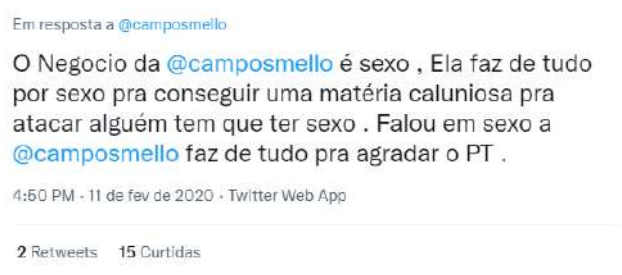 Em resposta a @camposmello
O Negocio da @camposmello é sexo , Ela faz de tudo
por sexo pra conseguir uma matéria caluniosa pra
atacar alguém tem que ter sexo . Falou em sexo a
@camposmello faz de tudo pra agradar o PT .
4:50 PM · 11 de fev de 2020 · Twitter Web App
2 Retweets 15 Curtidas